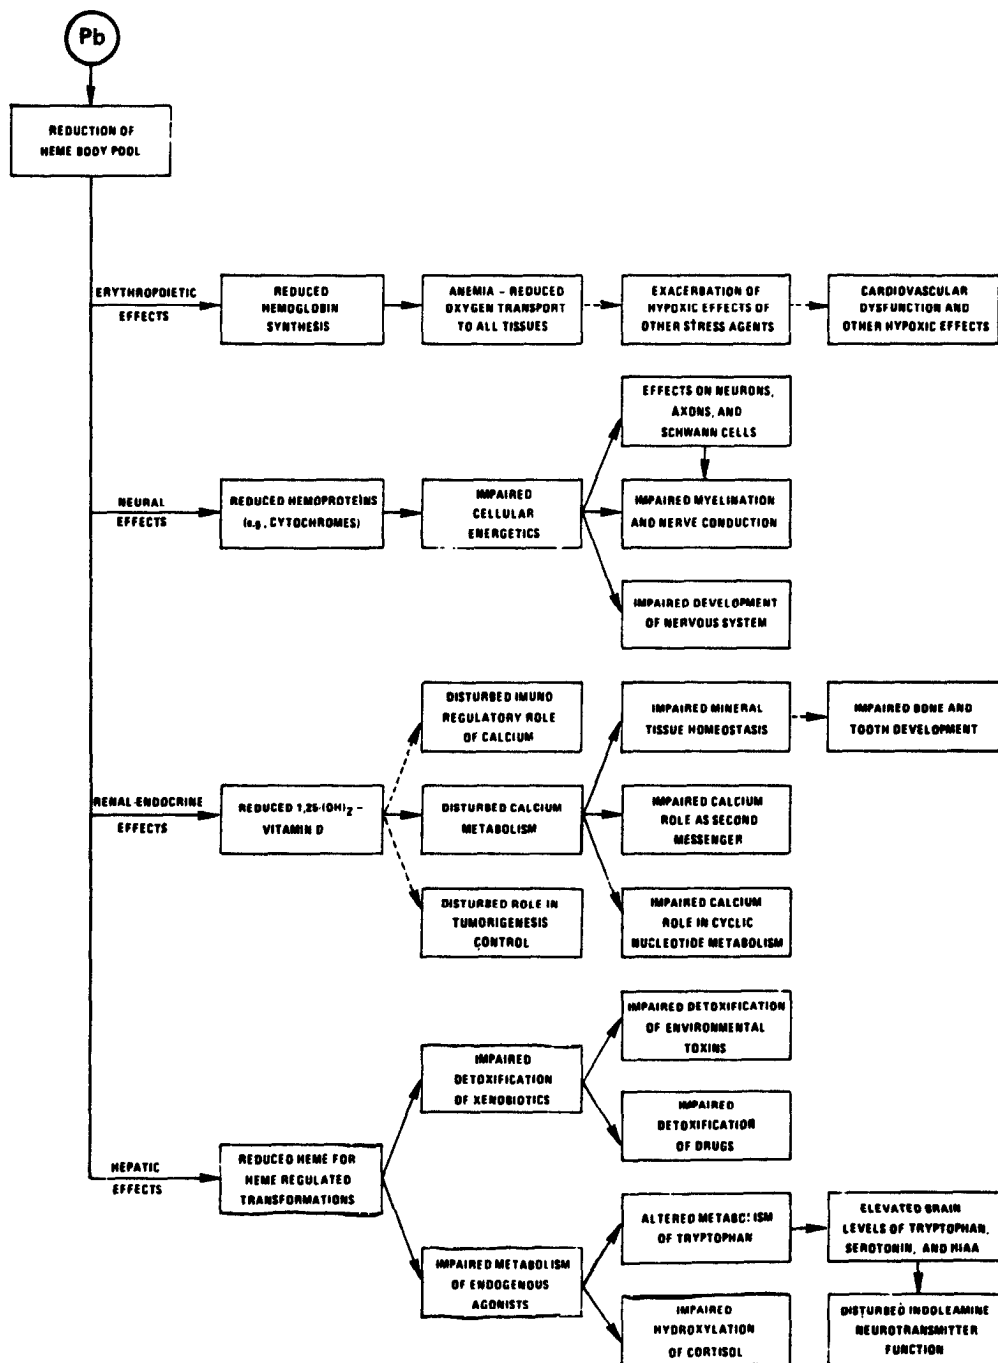 Pb
REDUCTION OF
HEME BODY POOL
ERYTHROPOIETIC
EFFECTS
REDUCED
HEMOGLOBIN
SYNTHESIS
ANEMIA – REDUCED
OXYGEN TRANSPORT
TO ALL TISSUES
EXACERBATION OF
HYPOXIC EFFECTS OF
OTHER STRESS AGENTS
CARDIOVASCULAR
DYSFUNCTION AND
OTHER HYPOXIC EFFECTS
NEURAL
EFFECTS
REDUCED HEMOPROTEINS
(e.g., CYTOCHROMES)
IMPAIRED
CELLULAR
ENERGETICS
EFFECTS ON NEURONS,
AXONS, AND
SCHWANN CELLS
IMPAIRED MYELINATION
AND NERVE CONDUCTION
IMPAIRED DEVELOPMENT
OF NERVOUS SYSTEM
RENAL-ENDOCRINE
EFFECTS
REDUCED 1,25-(OH)2 –
VITAMIN D
DISTURBED IMUNO
REGULATORY ROLE
OF CALCIUM
DISTURBED CALCIUM
METABOLISM
DISTURBED ROLE IN
TUMORIGENESIS
CONTROL
IMPAIRED MINERAL
TISSUE HOMEOSTASIS
IMPAIRED BONE AND
TOOTH DEVELOPMENT
IMPAIRED CALCIUM
ROLE AS SECOND
MESSENGER
IMPAIRED CALCIUM
ROLE IN CYCLIC
NUCLEOTIDE METABOLISM
HEPATIC
EFFECTS
REDUCED HEME FOR
HEME REGULATED
TRANSFORMATIONS
IMPAIRED
DETOXIFICATION
OF XENOBIOTICS
IMPAIRED DETOXIFICATION
OF ENVIRONMENTAL
TOXINS
IMPAIRED
DETOXIFICATION
OF DRUGS
IMPAIRED METABOLISM
OF ENDOGENOUS
AGONISTS
ALTERED METABOLISM
OF TRYPTOPHAN
ELEVATED BRAIN
LEVELS OF TRYPTOPHAN,
SEROTONIN, AND HIAA
IMPAIRED
HYDROXYLATION
OF CORTISOL
DISTURBED INDOLEAMINE
NEUROTRANSMITTER
FUNCTION